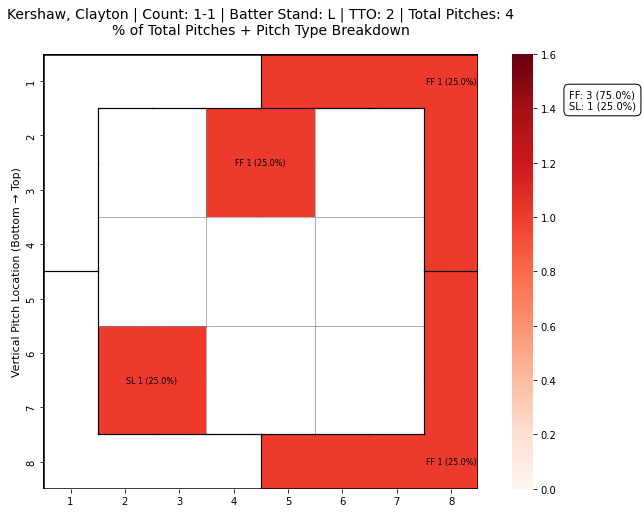 Kershaw, Clayton | Count: 1-1 | Batter Stand: L | TTO: 2 | Total Pitches: 4
% of Total Pitches + Pitch Type Breakdown
Vertical Pitch Location (Bottom → Top)
1
2
3
4
5
6
7
8
FF 1 (25.0%)
FF 1 (25.0%)
SL 1 (25.0%)
FF 1 (25.0%)
1
2
3
4
5
6
7
8
1.6
1.4
1.2
1.0
0.8
0.6
0.4
0.2
0.0
FF: 3 (75.0%)
SL: 1 (25.0%)